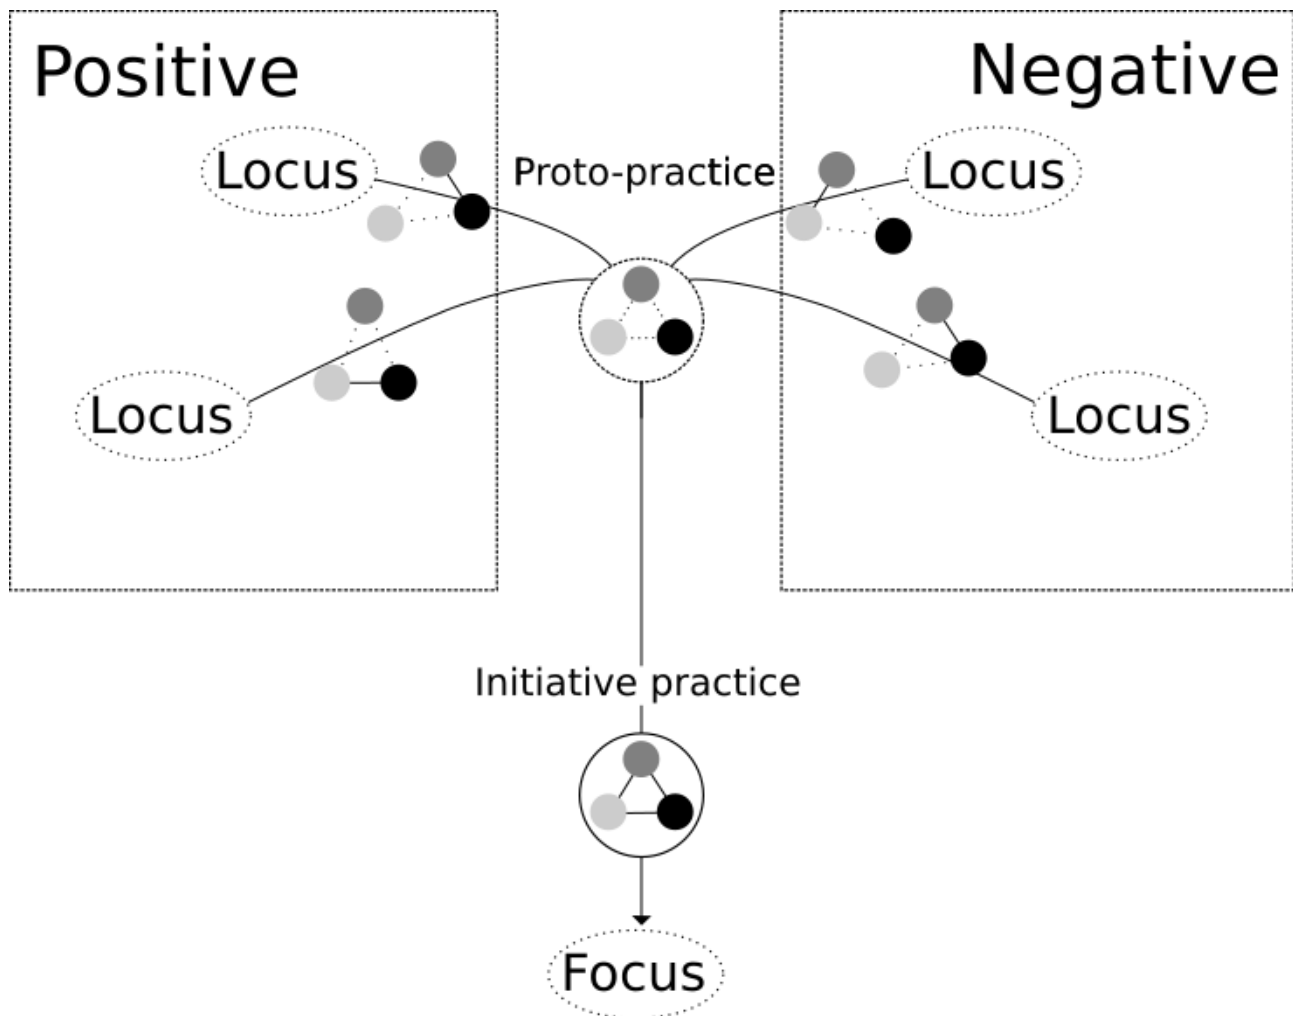 Positive
Negative
Locus
Proto-practice
Locus
Locus
Locus
Initiative practice
Focus